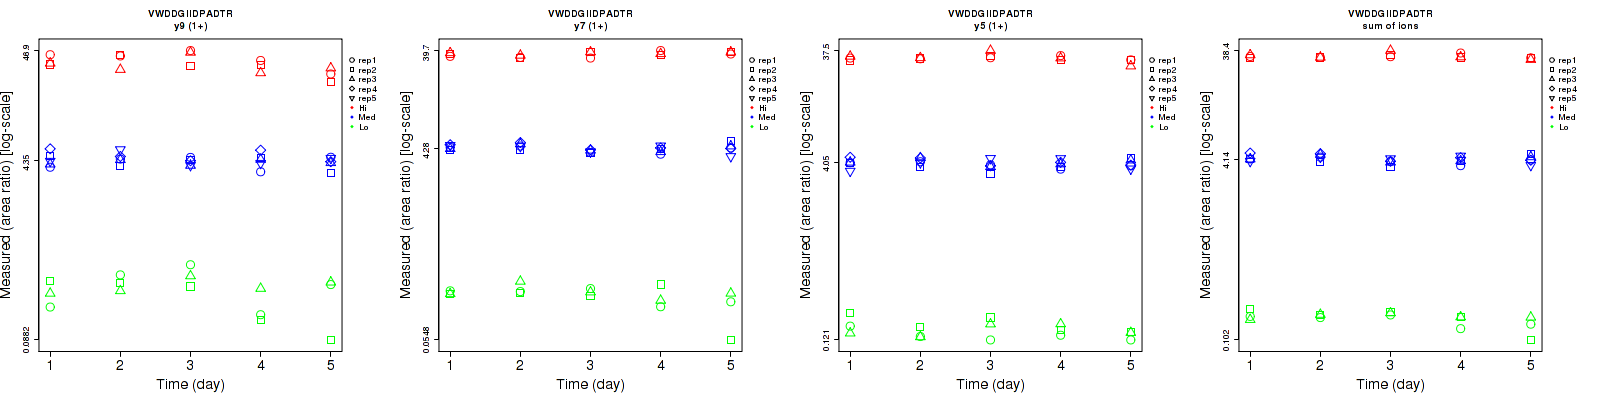 VWDDGIIDPADTR
y9 (1+)
Measured (area ratio) [log-scale]
46.9
4.35
0.0882
1 2 3 4 5
Time (day)
rep1
rep2
rep3
rep4
rep5
Hi
Med
Lo
VWDDGIIDPADTR
y7 (1+)
Measured (area ratio) [log-scale]
39.7
4.28
0.0548
1 2 3 4 5
Time (day)
rep1
rep2
rep3
rep4
rep5
Hi
Med
Lo
VWDDGIIDPADTR
y5 (1+)
Measured (area ratio) [log-scale]
37.5
4.05
0.121
1 2 3 4 5
Time (day)
rep1
rep2
rep3
rep4
rep5
Hi
Med
Lo
VWDDGIIDPADTR
sum of ions
Measured (area ratio) [log-scale]
38.4
4.14
0.102
1 2 3 4 5
Time (day)
rep1
rep2
rep3
rep4
rep5
Hi
Med
Lo